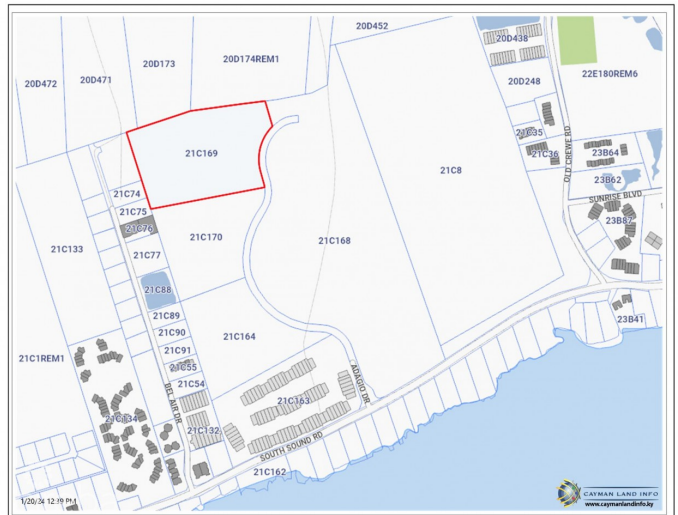 20D452
20D438
20D173
20D174REM1
20D471
20D472
20D248
22E180REM6
OLD CREWE RD
21C35
21C36
23B64
23B62
SUNRISE BLVD
23B87
21C169
21C8
21C74
21C75
21C76
21C133
21C170
21C168
21C77
21C88
21C89
21C90
21C164
21C91
21C1REM1
21C55
21C54
BEL AIR DR
ADAGIO DR
23B41
21C163
21C134
21C132
SOUTH SOUND RD
21C162
CAYMAN LAND INFO
www.caymanlandinfo.ky